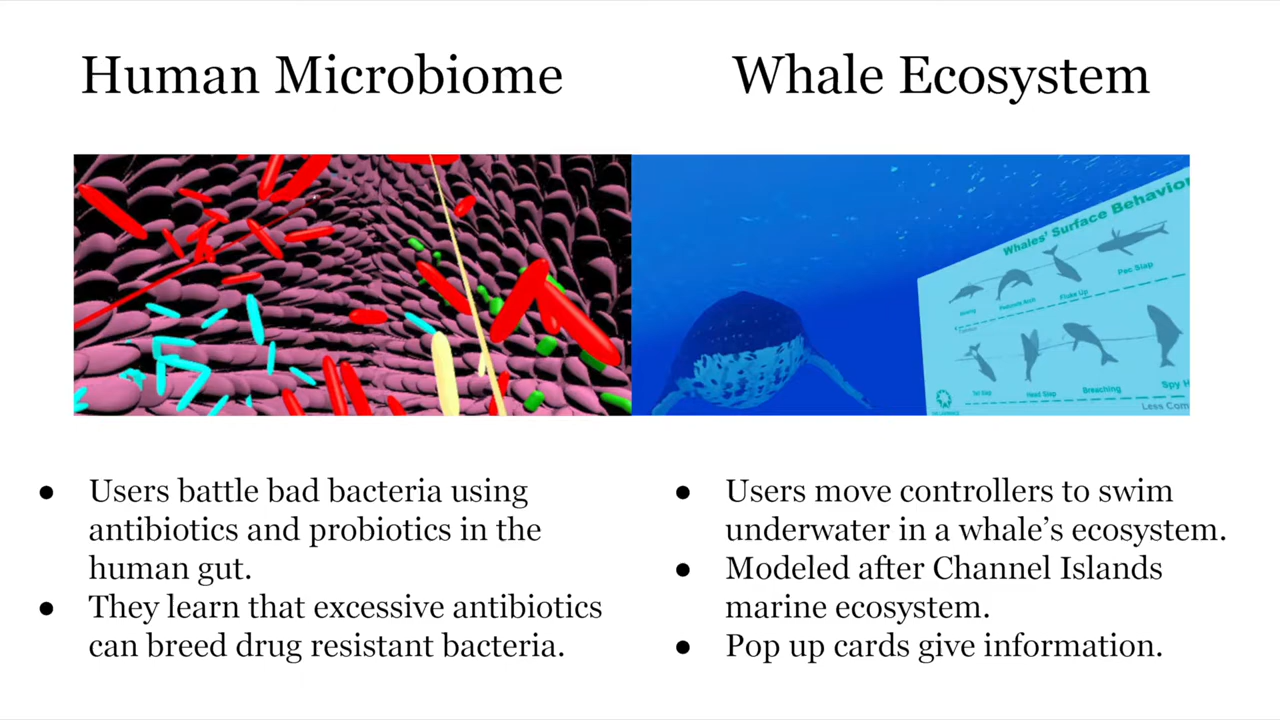 Human Microbiome
Whale Ecosystem
Whales' Surface Behavior
Pec Slap
Fluke Up
Tail Slap
Head Slap
Breaching
Spy H
Less Com
● Users battle bad bacteria using
antibiotics and probiotics in the
human gut.
● They learn that excessive antibiotics
can breed drug resistant bacteria.
● Users move controllers to swim
underwater in a whale's ecosystem.
● Modeled after Channel Islands
marine ecosystem.
● Pop up cards give information.